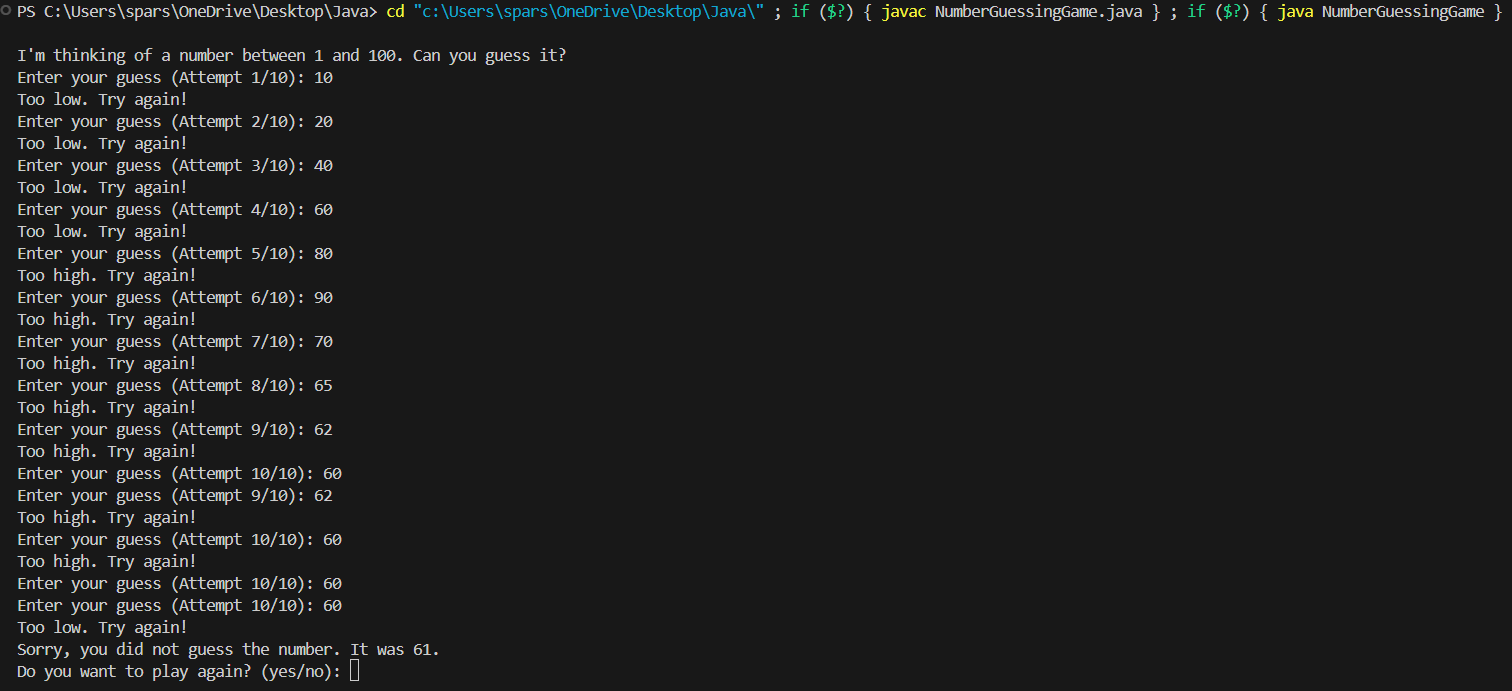 PS C:\Users\spars\OneDrive\Desktop\Java> cd "c:\Users\spars\OneDrive\Desktop\Java\" ; if ($?) { javac NumberGuessingGame.java } ; if ($?) { java NumberGuessingGame }
I'm thinking of a number between 1 and 100. Can you guess it?
Enter your guess (Attempt 1/10): 10
Too low. Try again!
Enter your guess (Attempt 2/10): 20
Too low. Try again!
Enter your guess (Attempt 3/10): 40
Too low. Try again!
Enter your guess (Attempt 4/10): 60
Too low. Try again!
Enter your guess (Attempt 5/10): 80
Too high. Try again!
Enter your guess (Attempt 6/10): 90
Too high. Try again!
Enter your guess (Attempt 7/10): 70
Too high. Try again!
Enter your guess (Attempt 8/10): 65
Too high. Try again!
Enter your guess (Attempt 9/10): 62
Too high. Try again!
Enter your guess (Attempt 10/10): 60
Enter your guess (Attempt 9/10): 62
Too high. Try again!
Enter your guess (Attempt 10/10): 60
Too high. Try again!
Enter your guess (Attempt 10/10): 60
Enter your guess (Attempt 10/10): 60
Too low. Try again!
Sorry, you did not guess the number. It was 61.
Do you want to play again? (yes/no):